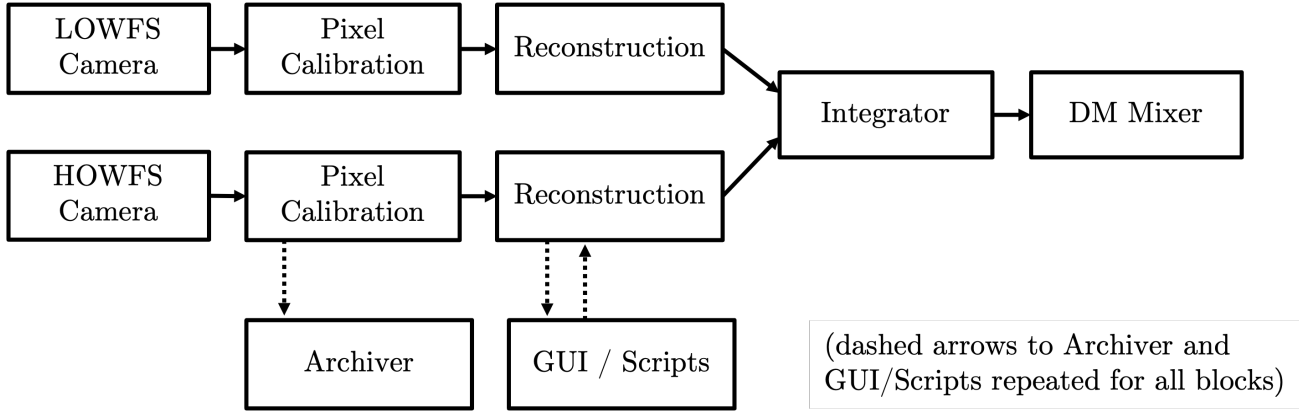 LOWFS
Camera
Pixel
Calibration
Reconstruction
Integrator
DM Mixer
HOWFS
Camera
Pixel
Calibration
Reconstruction
Archiver
GUI / Scripts
(dashed arrows to Archiver and
GUI/Scripts repeated for all blocks)